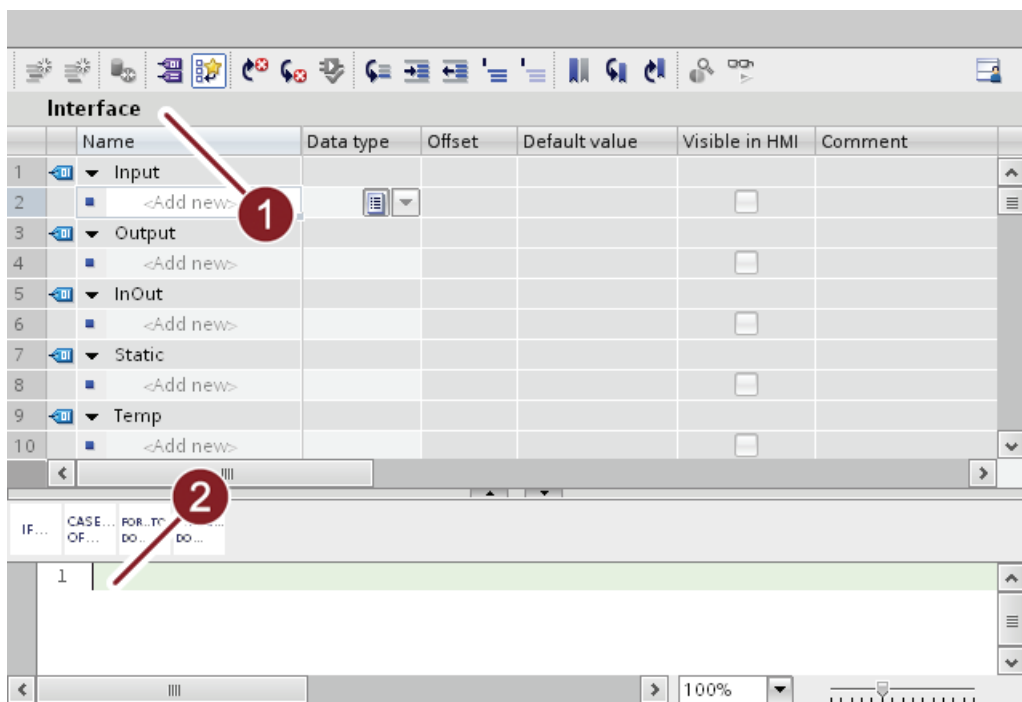 Interface
Name Data type Offset Default value Visible in HMI Comment
1 Input
2 <Add new>
1
3 Output
4 <Add new>
5 InOut
6 <Add new>
7 Static
8 <Add new>
9 Temp
10 <Add new>
2
IF... CASE... FOR..TO
OF... DO... DO...
1
100%